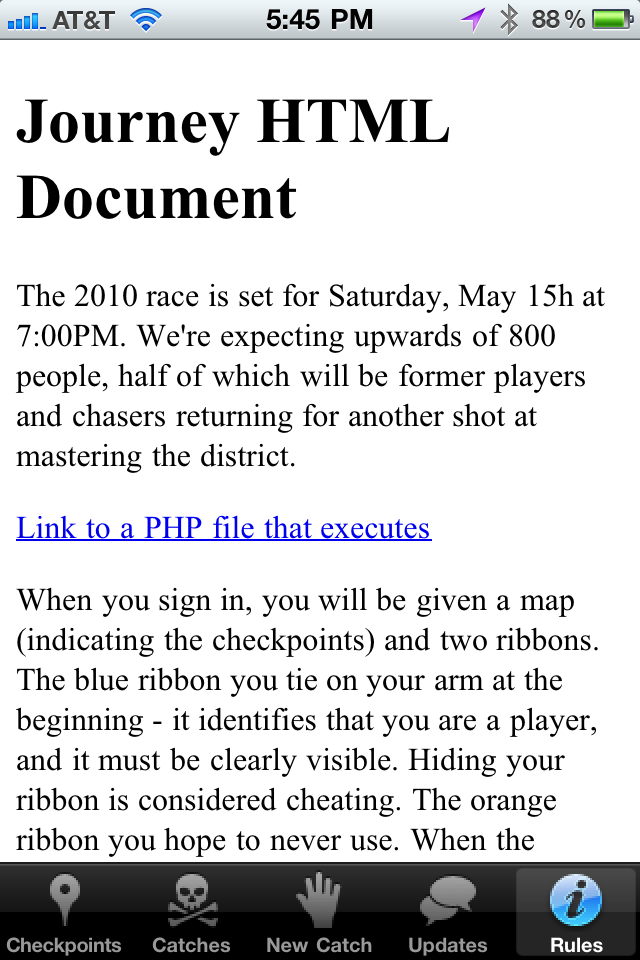 AT&T 5:45 PM 88%
Journey HTML
Document
The 2010 race is set for Saturday, May 15h at
7:00PM. We're expecting upwards of 800
people, half of which will be former players
and chasers returning for another shot at
mastering the district.
Link to a PHP file that executes
When you sign in, you will be given a map
(indicating the checkpoints) and two ribbons.
The blue ribbon you tie on your arm at the
beginning - it identifies that you are a player,
and it must be clearly visible. Hiding your
ribbon is considered cheating. The orange
ribbon you hope to never use. When the
Checkpoints Catches New Catch Updates Rules